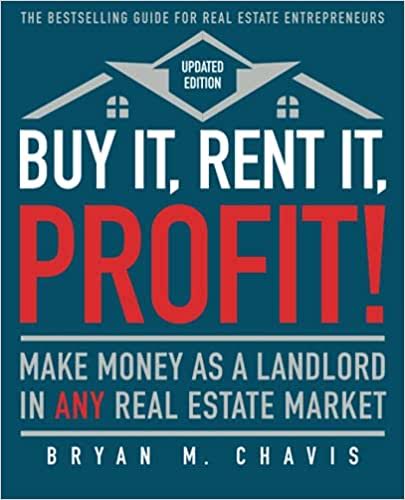 THE BESTSELLING GUIDE FOR REAL ESTATE ENTREPRENEURS
UPDATED
EDITION
BUY IT, RENT IT,
PROFIT!
MAKE MONEY AS A LANDLORD
IN ANY REAL ESTATE MARKET
BRYAN M. CHAVIS